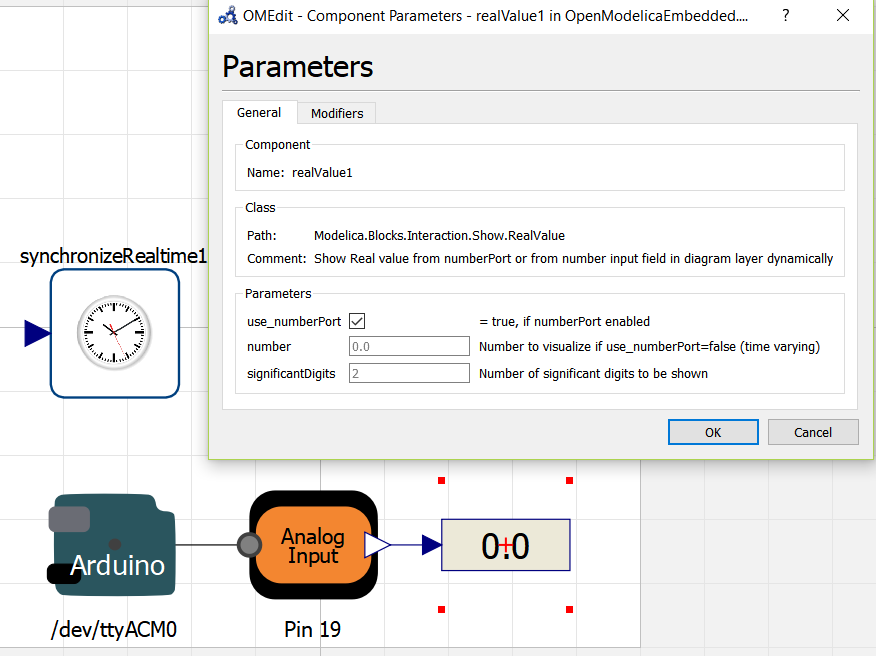 OMEdit - Component Parameters - realValue1 in OpenModelicaEmbedded....
?
Parameters
General
Modifiers
Component
Name: realValue1
Class
Path: Modelica.Blocks.Interaction.Show.RealValue
Comment: Show Real value from numberPort or from number input field in diagram layer dynamically
Parameters
use_numberPort = true, if numberPort enabled
number 0.0 Number to visualize if use_numberPort=false (time varying)
significantDigits 2 Number of significant digits to be shown
OK
Cancel
synchronizeRealtime1
Arduino
/dev/ttyACM0
Analog
Input
Pin 19
0.0